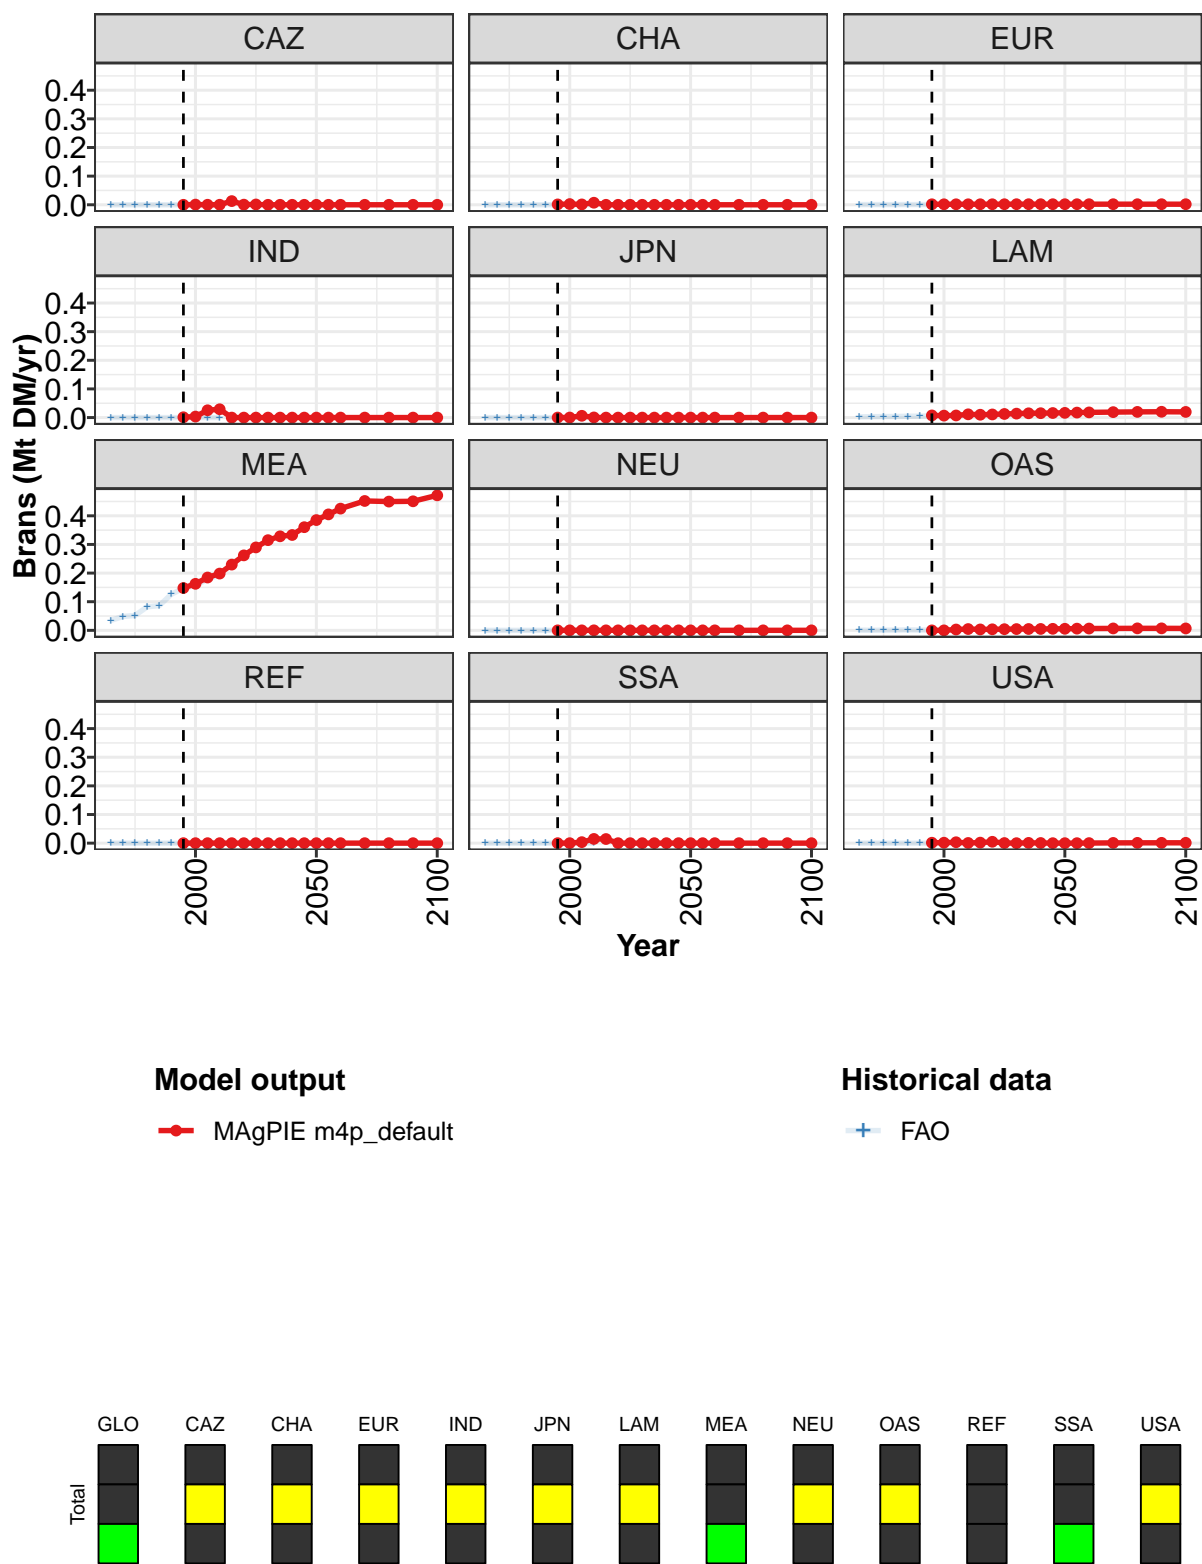 CAZ CHA EUR
0.4
0.3
0.2
0.1
0.0
IND JPN LAM
0.4
0.3
0.2
0.1
0.0
MEA NEU OAS
0.4
0.3
0.2
0.1
0.0
REF SSA USA
0.4
0.3
0.2
0.1
0.0
Brans (Mt DM/yr)
2000 2050 2100 2000 2050 2100 2000 2050 2100
Year
Model output
MAgPIE m4p_default
Historical data
FAO
GLO CAZ CHA EUR IND JPN LAM MEA NEU OAS REF SSA USA
Total